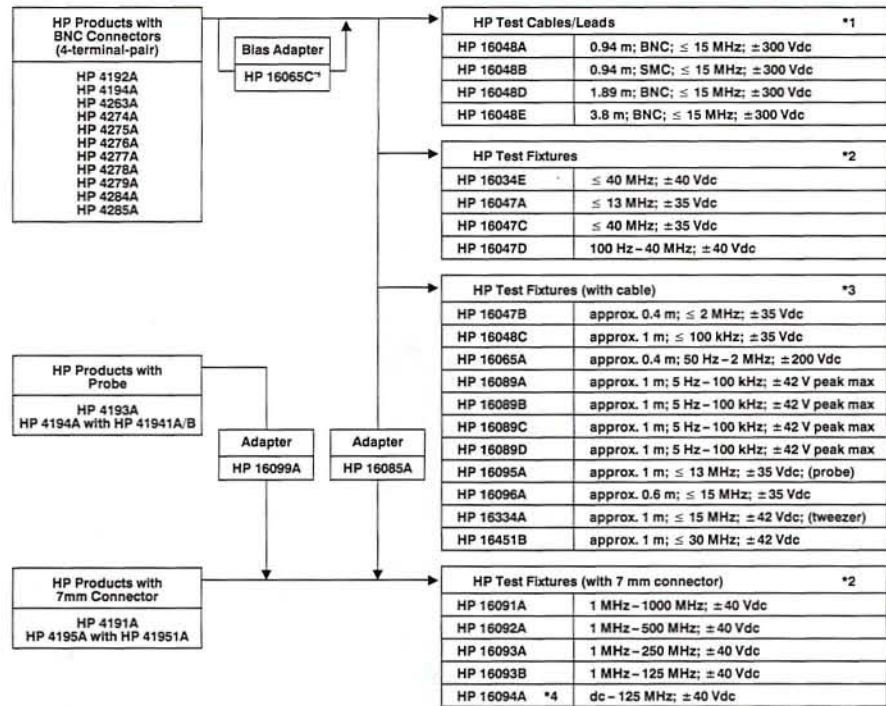 HP Products with
BNC Connectors
(4-terminal-pair)
HP 4192A
HP 4194A
HP 4263A
HP 4274A
HP 4275A
HP 4276A
HP 4277A
HP 4278A
HP 4279A
HP 4284A
HP 4285A
Bias Adapter
HP 16065C*⁵
HP Test Cables/Leads *1
HP 16048A 0.94 m; BNC; ≤ 15 MHz; ±300 Vdc
HP 16048B 0.94 m; SMC; ≤ 15 MHz; ±300 Vdc
HP 16048D 1.89 m; BNC; ≤ 15 MHz; ±300 Vdc
HP 16048E 3.8 m; BNC; ≤ 15 MHz; ±300 Vdc
HP Test Fixtures *2
HP 16034E ≤ 40 MHz; ±40 Vdc
HP 16047A ≤ 13 MHz; ±35 Vdc
HP 16047C ≤ 40 MHz; ±35 Vdc
HP 16047D 100 Hz–40 MHz; ±40 Vdc
HP Test Fixtures (with cable) *3
HP 16047B approx. 0.4 m; ≤ 2 MHz; ±35 Vdc
HP 16048C approx. 1 m; ≤ 100 kHz; ±35 Vdc
HP 16065A approx. 0.4 m; 50 Hz–2 MHz; ±200 Vdc
HP 16089A approx. 1 m; 5 Hz–100 kHz; ±42 V peak max
HP 16089B approx. 1 m; 5 Hz–100 kHz; ±42 V peak max
HP 16089C approx. 1 m; 5 Hz–100 kHz; ±42 V peak max
HP 16089D approx. 1 m; 5 Hz–100 kHz; ±42 V peak max
HP 16095A approx. 1 m; ≤ 13 MHz; ±35 Vdc; (probe)
HP 16096A approx. 0.6 m; ≤ 15 MHz; ±35 Vdc
HP 16334A approx. 1 m; ≤ 15 MHz; ±42 Vdc; (tweezer)
HP 16451B approx. 1 m; ≤ 30 MHz; ±42 Vdc
HP Products with
Probe
HP 4193A
HP 4194A with HP 41941A/B
Adapter
HP 16099A
Adapter
HP 16085A
HP Products with
7mm Connector
HP 4191A
HP 4195A with HP 41951A
HP Test Fixtures (with 7 mm connector) *2
HP 16091A 1 MHz–1000 MHz; ±40 Vdc
HP 16092A 1 MHz–500 MHz; ±40 Vdc
HP 16093A 1 MHz–250 MHz; ±40 Vdc
HP 16093B 1 MHz–125 MHz; ±40 Vdc
HP 16094A *4 dc–125 MHz; ±40 Vdc